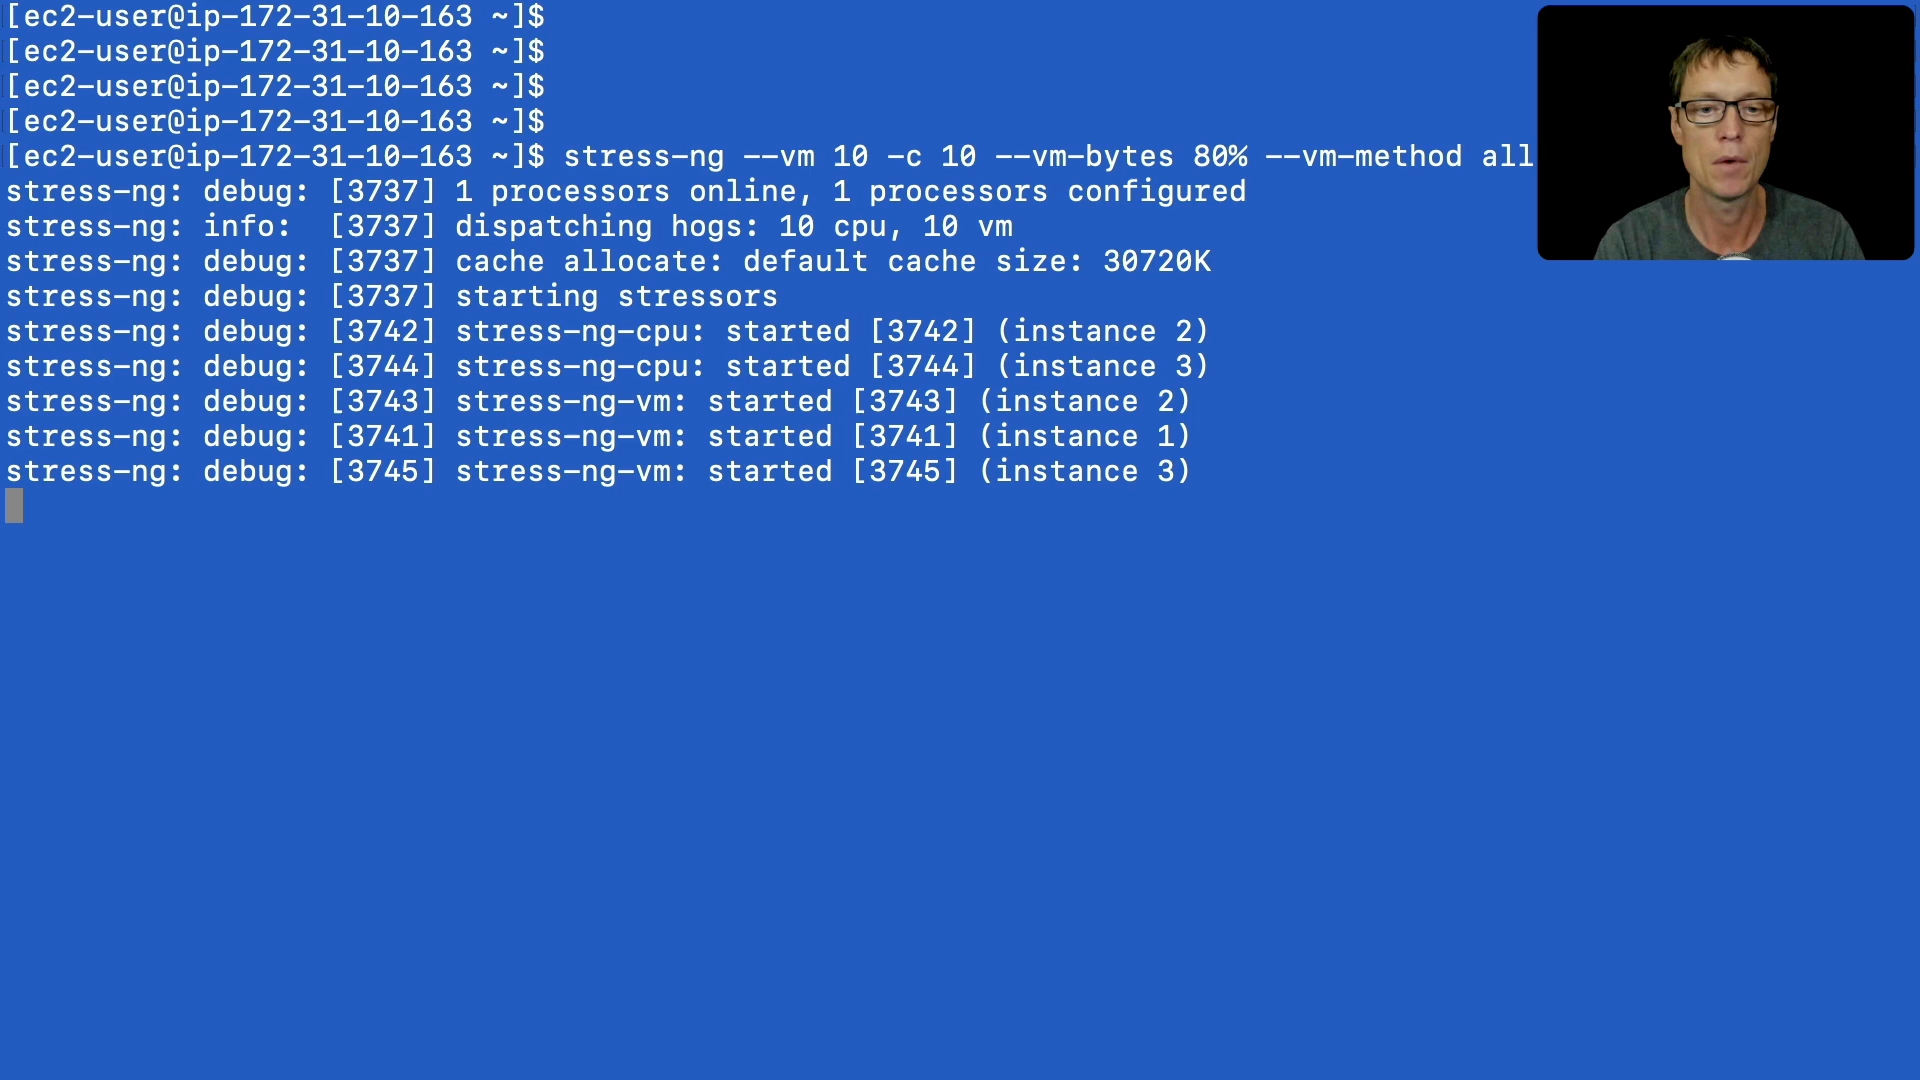 [ec2-user@ip-172-31-10-163 ~]$
[ec2-user@ip-172-31-10-163 ~]$
[ec2-user@ip-172-31-10-163 ~]$
[ec2-user@ip-172-31-10-163 ~]$
[ec2-user@ip-172-31-10-163 ~]$ stress-ng --vm 10 -c 10 --vm-bytes 80% --vm-method all
stress-ng: debug: [3737] 1 processors online, 1 processors configured
stress-ng: info:  [3737] dispatching hogs: 10 cpu, 10 vm
stress-ng: debug: [3737] cache allocate: default cache size: 30720K
stress-ng: debug: [3737] starting stressors
stress-ng: debug: [3742] stress-ng-cpu: started [3742] (instance 2)
stress-ng: debug: [3744] stress-ng-cpu: started [3744] (instance 3)
stress-ng: debug: [3743] stress-ng-vm: started [3743] (instance 2)
stress-ng: debug: [3741] stress-ng-vm: started [3741] (instance 1)
stress-ng: debug: [3745] stress-ng-vm: started [3745] (instance 3)